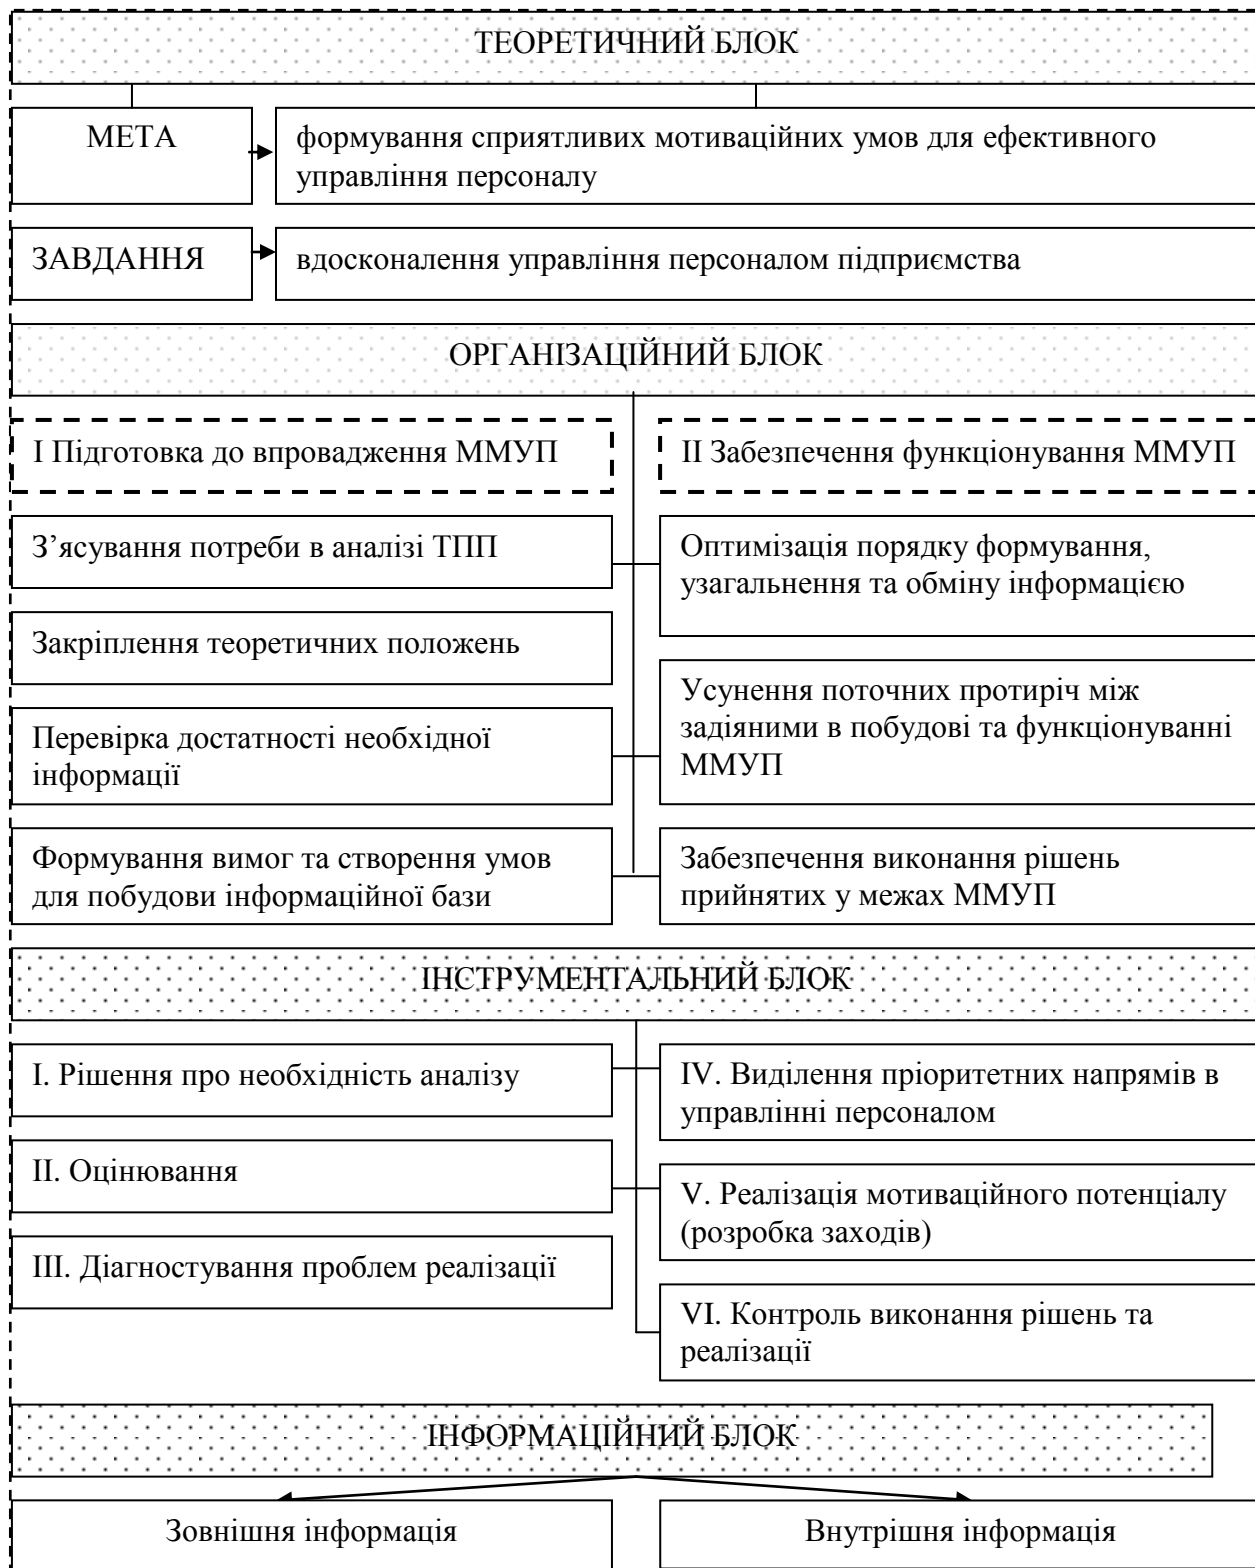 ТЕОРЕТИЧНИЙ БЛОК
МЕТА
формування сприятливих мотиваційних умов для ефективного
управління персоналу
ЗАВДАННЯ
вдосконалення управління персоналом підприємства
ОРГАНІЗАЦІЙНИЙ БЛОК
І Підготовка до впровадження ММУП
З’ясування потреби в аналізі ТПП
Закріплення теоретичних положень
Перевірка достатності необхідної
інформації
Формування вимог та створення умов
для побудови інформаційної бази
ІІ Забезпечення функціонування ММУП
Оптимізація порядку формування,
узагальнення та обміну інформацією
Усунення поточних протиріч між
задіяними в побудові та функціонуванні
ММУП
Забезпечення виконання рішень
прийнятих у межах ММУП
ІНСТРУМЕНТАЛЬНИЙ БЛОК
І. Рішення про необхідність аналізу
ІІ. Оцінювання
ІІІ. Діагностування проблем реалізації
IV. Виділення пріоритетних напрямів в
управлінні персоналом
V. Реалізація мотиваційного потенціалу
(розробка заходів)
VI. Контроль виконання рішень та
реалізації
ІНФОРМАЦІЙНИЙ БЛОК
Зовнішня інформація
Внутрішня інформація